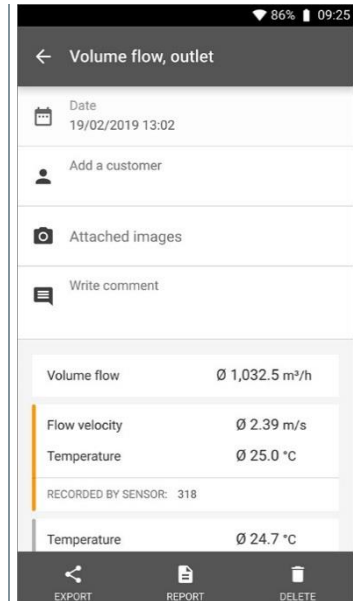 86% 09:25
Volume flow, outlet
Date
19/02/2019 13:02
Add a customer
Attached images
Write comment
Volume flow Ø 1,032.5 m³/h
Flow velocity Ø 2.39 m/s
Temperature Ø 25.0 °C
RECORDED BY SENSOR: 318
Temperature Ø 24.7 °C
EXPORT REPORT DELETE